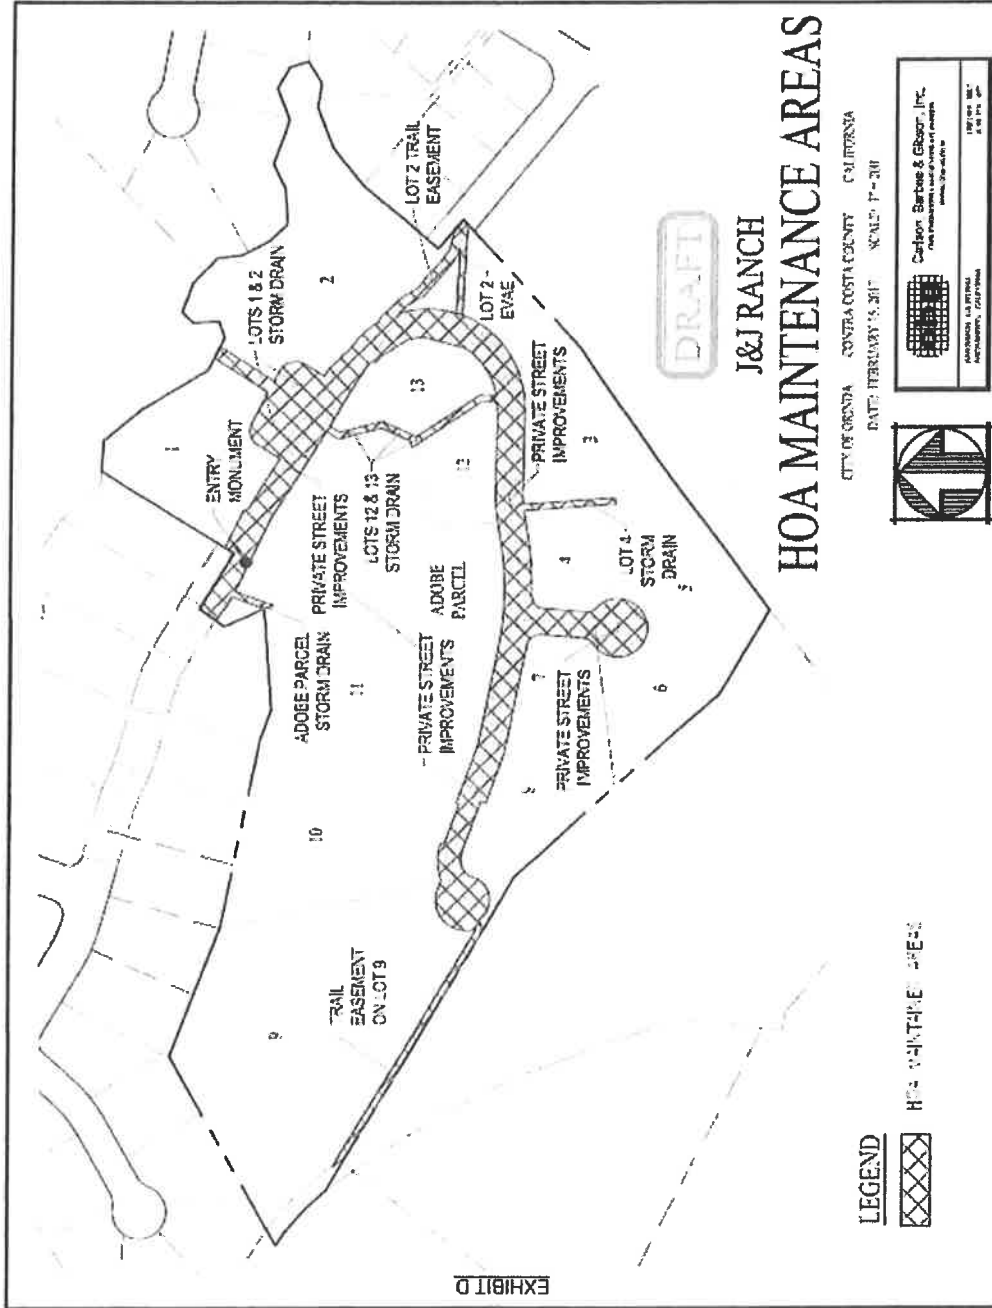 EXHIBIT D
1
2
LOTS 1 & 2
STORM DRAIN
LOT 2 TRAIL
EASEMENT
ENTRY
MONUMENT
LOT 2 -
EVAE
13
PRIVATE STREET
IMPROVEMENTS
LOTS 12 & 13
STORM DRAIN
12
PRIVATE STREET
IMPROVEMENTS
3
ADOBE PARCEL
STORM DRAIN
11
ADOBE
PARCEL
4
LOT 4
STORM
DRAIN
5
PRIVATE STREET
IMPROVEMENTS
7
6
PRIVATE STREET
IMPROVEMENTS
10
9
TRAIL
EASEMENT
ON LOT 9
DRAFT
J&J RANCH
HOA MAINTENANCE AREAS
CITY OF ORINDA CONTRA COSTA COUNTY CALIFORNIA
Carlson, Barbee & Gibson, Inc.
LEGEND
HOA MAINTAINED AREAS